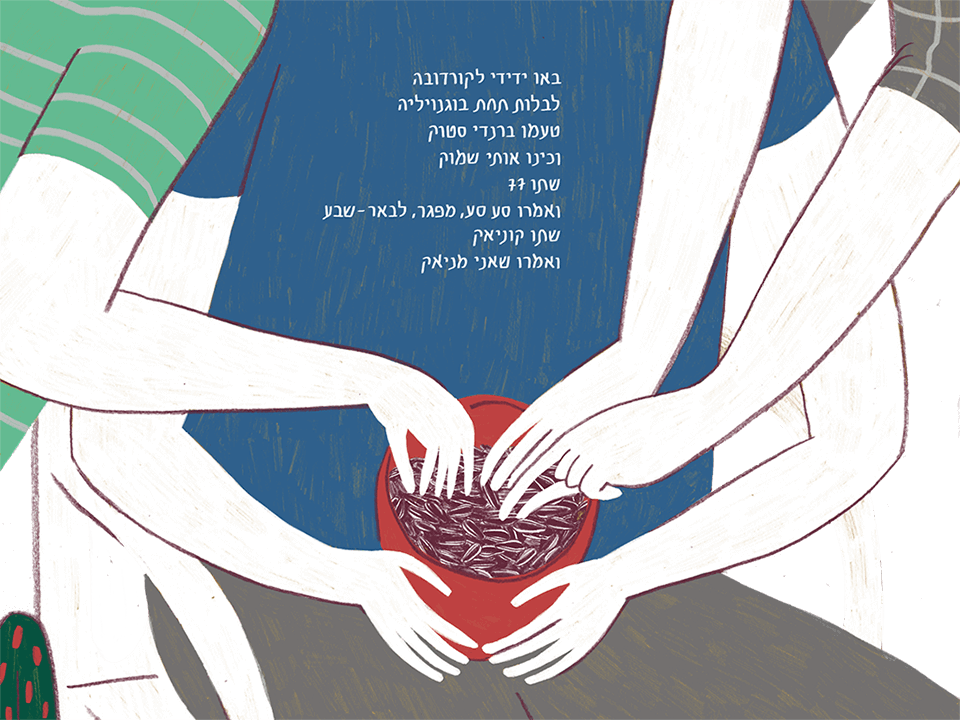 באו ידידי לקורדובה
לבלות תחת בוגנויליה
טעמו ברנדי סטוק
וכינו אותי שמוק
שתו 77
ואמרו סע סע, מפגר, לבאר-שבע
שתו קוניאק
ואמרו שאני מניאק